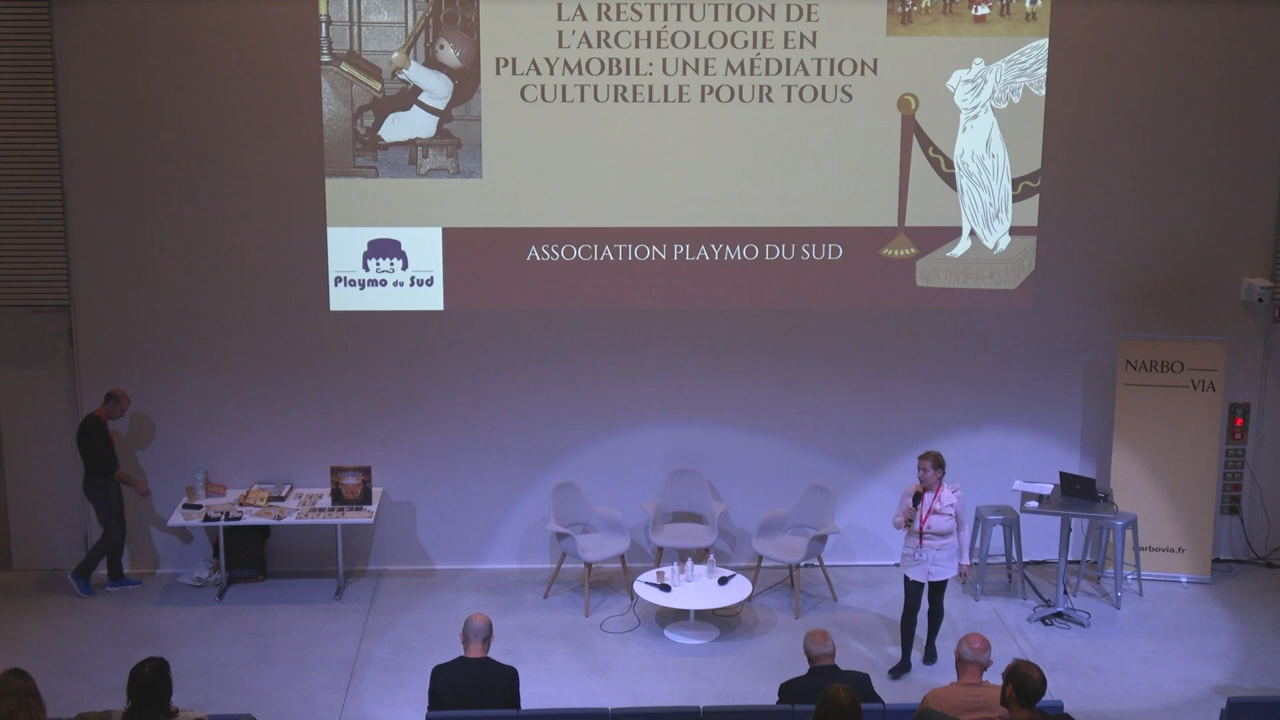 LA RESTITUTION DE
L'ARCHÉOLOGIE EN
PLAYMOBIL: UNE MÉDIATION
CULTURELLE POUR TOUS
ASSOCIATION PLAYMO DU SUD
Playmo du Sud
NARBO
VIA
narbovia.fr